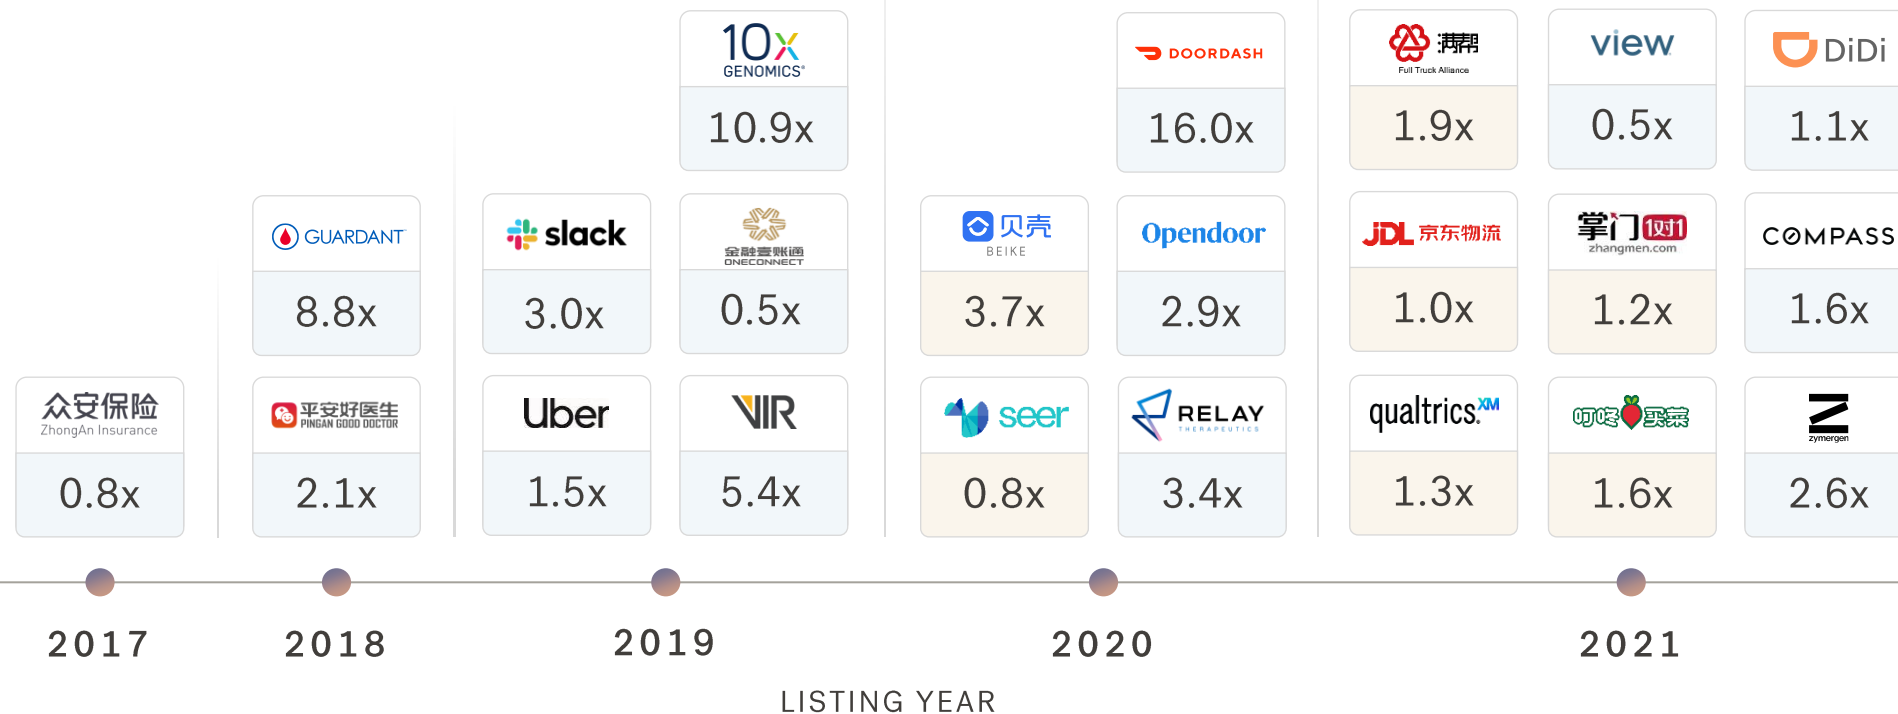 10x
GENOMICS®
10.9x
DOORDASH
16.0x
满帮
Full Truck Alliance
1.9x
view
0.5x
DiDi
1.1x
GUARDANT
8.8x
slack
3.0x
金融壹账通
ONECONNECT
0.5x
贝壳
BEIKE
3.7x
Opendoor
2.9x
JDL 京东物流
1.0x
掌门1对1
zhangmen.com
1.2x
COMPASS
1.6x
众安保险
ZhongAn Insurance
0.8x
平安好医生
PINGAN GOOD DOCTOR
2.1x
Uber
1.5x
VIR
5.4x
seer
0.8x
RELAY
THERAPEUTICS
3.4x
qualtrics.XM
1.3x
叮咚买菜
1.6x
zymergen
2.6x
2017
2018
2019
2020
2021
LISTING YEAR